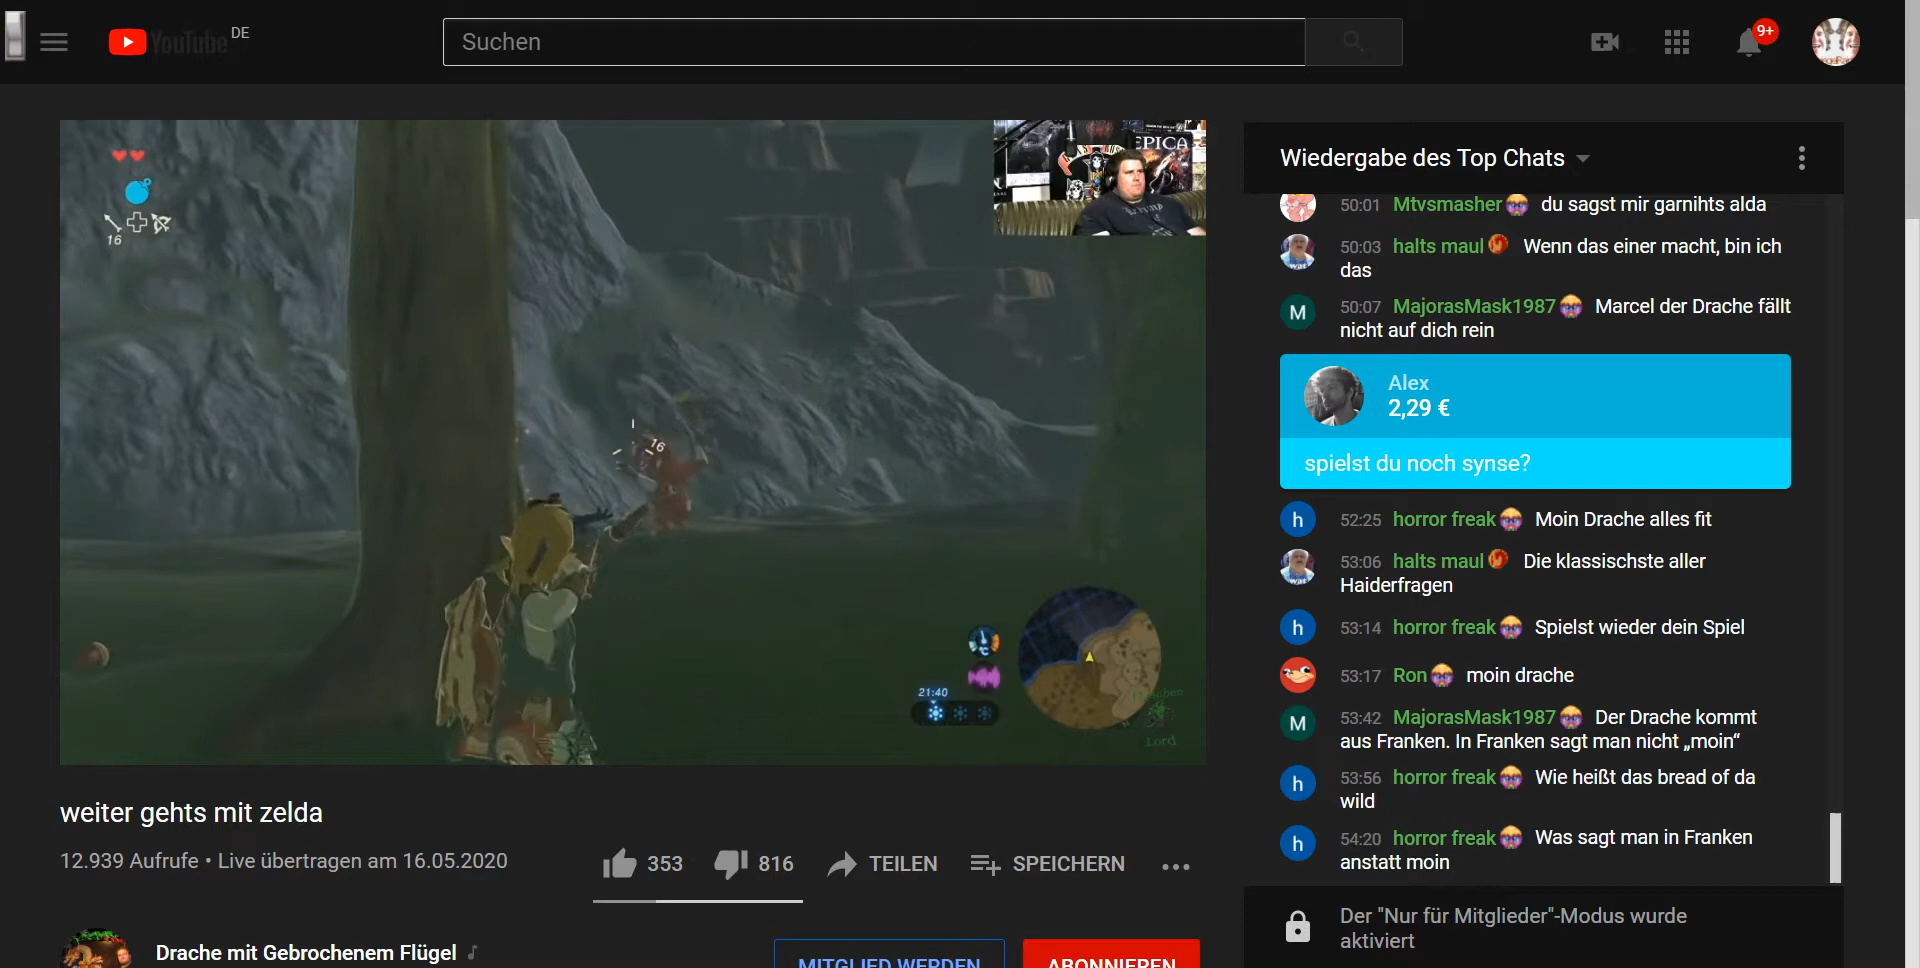 YouTube DE
Suchen
9+
16
EPICA
16
21:40
Lord
weiter gehts mit zelda
12.939 Aufrufe • Live übertragen am 16.05.2020
353
816
TEILEN
SPEICHERN
Drache mit Gebrochenem Flügel
MITGLIED WERDEN
ABONNIEREN
Wiedergabe des Top Chats
50:01 Mtvsmasher du sagst mir garnihts alda
50:03 halts maul Wenn das einer macht, bin ich
das
M
50:07 MajorasMask1987 Marcel der Drache fällt
nicht auf dich rein
Alex
2,29 €
spielst du noch synse?
h
52:25 horror freak Moin Drache alles fit
53:06 halts maul Die klassischste aller
Haiderfragen
h
53:14 horror freak Spielst wieder dein Spiel
53:17 Ron moin drache
M
53:42 MajorasMask1987 Der Drache kommt
aus Franken. In Franken sagt man nicht „moin“
h
53:56 horror freak Wie heißt das bread of da
wild
h
54:20 horror freak Was sagt man in Franken
anstatt moin
Der "Nur für Mitglieder"-Modus wurde
aktiviert